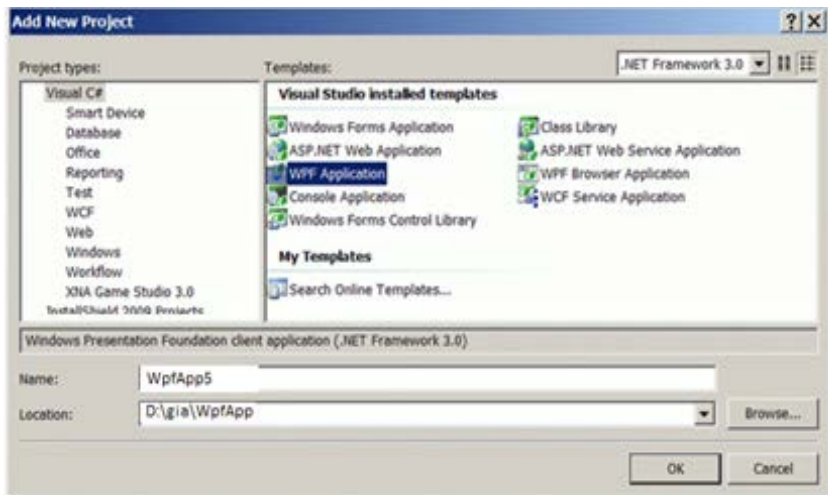 Add New Project
Project types:
Templates:
.NET Framework 3.0
Visual C#
Smart Device
Database
Office
Reporting
Test
WCF
Web
Windows
Workflow
XNA Game Studio 3.0
InstallShield 2009 Projects
Visual Studio installed templates
Windows Forms Application
ASP.NET Web Application
WPF Application
Console Application
Windows Forms Control Library
Class Library
ASP.NET Web Service Application
WPF Browser Application
WCF Service Application
My Templates
Search Online Templates...
Windows Presentation Foundation client application (.NET Framework 3.0)
Name:
WpfApp5
Location:
D:\gia\WpfApp
Browse...
OK
Cancel